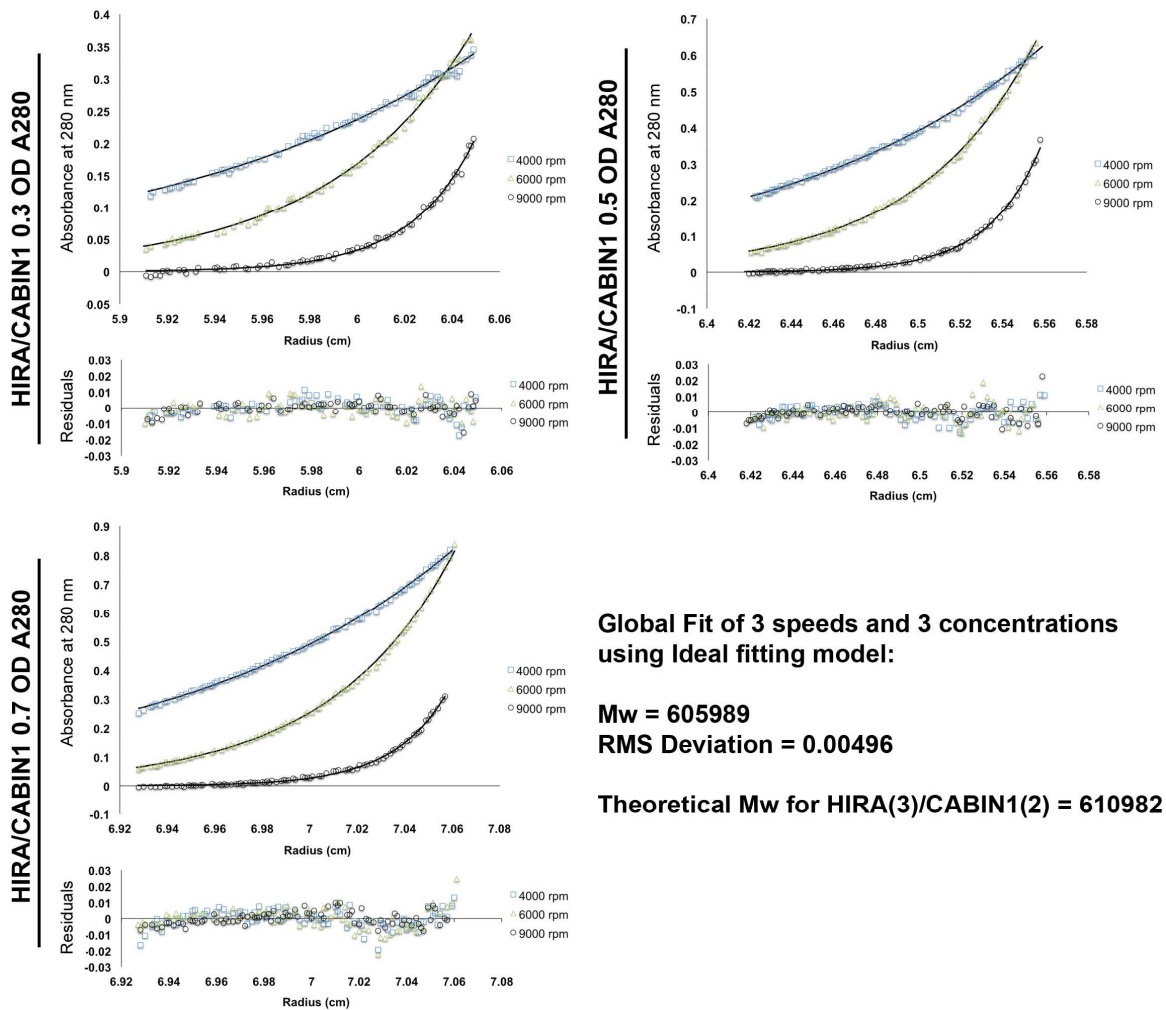 HIRA/CABIN1 0.3 OD A280
Absorbance at 280 nm
0.4
0.35
0.3
0.25
0.2
0.15
0.1
0.05
0
0.05
5.9 5.92 5.94 5.96 5.98 6 6.02 6.04 6.06
Radius (cm)
4000 rpm
6000 rpm
9000 rpm
Residuals
0.03
0.02
0.01
0
-0.01
-0.02
-0.03
5.9 5.92 5.94 5.96 5.98 6 6.02 6.04 6.06
Radius (cm)
4000 rpm
6000 rpm
9000 rpm
HIRA/CABIN1 0.5 OD A280
Absorbance at 280 nm
0.7
0.6
0.5
0.4
0.3
0.2
0.1
0
-0.1
6.4 6.42 6.44 6.46 6.48 6.5 6.52 6.54 6.56 6.58
Radius (cm)
4000 rpm
6000 rpm
9000 rpm
Residuals
0.03
0.02
0.01
0
-0.01
-0.02
-0.03
6.4 6.42 6.44 6.46 6.48 6.5 6.52 6.54 6.56 6.58
Radius (cm)
4000 rpm
6000 rpm
9000 rpm
HIRA/CABIN1 0.7 OD A280
Absorbance at 280 nm
0.9
0.8
0.7
0.6
0.5
0.4
0.3
0.2
0.1
0
-0.1
6.92 6.94 6.96 6.98 7 7.02 7.04 7.06 7.08
Radius (cm)
4000 rpm
6000 rpm
9000 rpm
Residuals
0.03
0.02
0.01
0
-0.01
-0.02
-0.03
6.92 6.94 6.96 6.98 7 7.02 7.04 7.06 7.08
Radius (cm)
4000 rpm
6000 rpm
9000 rpm
Global Fit of 3 speeds and 3 concentrations
using Ideal fitting model:
Mw = 605989
RMS Deviation = 0.00496
Theoretical Mw for HIRA(3)/CABIN1(2) = 610982